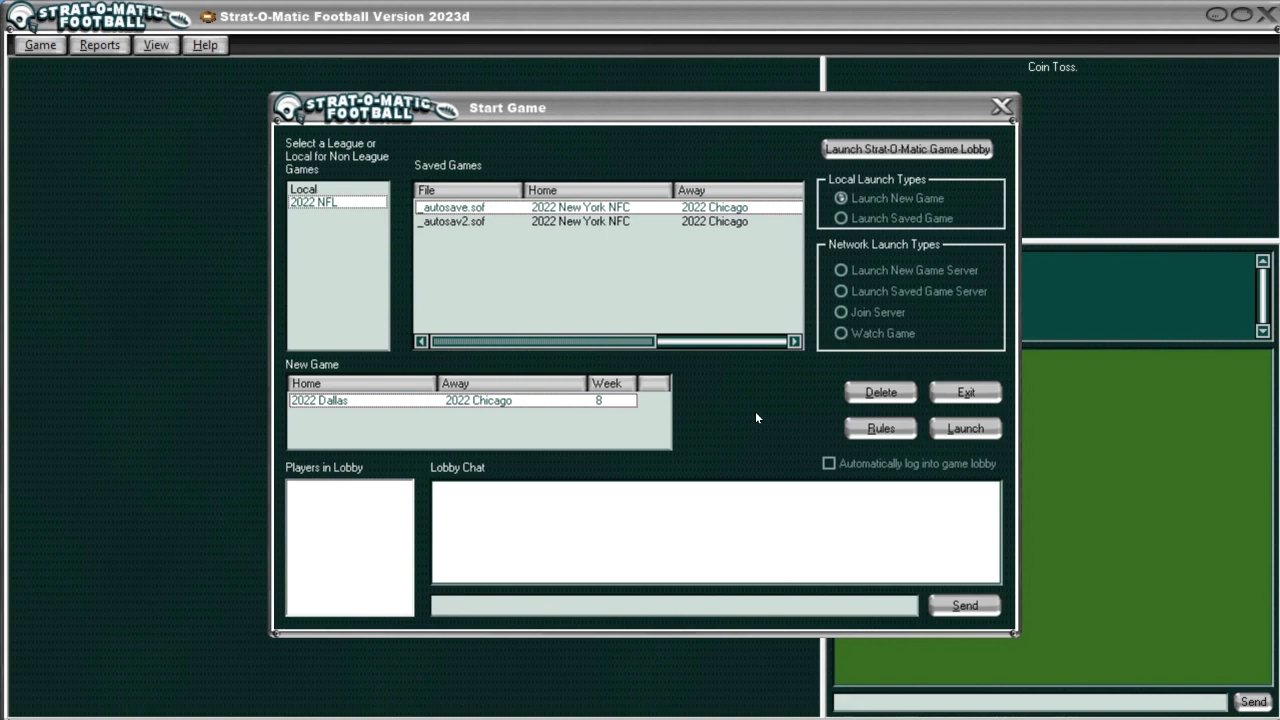 STRAT-O-MATIC FOOTBALL
Strat-O-Matic Football Version 2023d
Game Reports View Help
Coin Toss.
STRAT-O-MATIC FOOTBALL
Start Game
Select a League or
Local for Non League
Games
Saved Games
Launch Strat-O-Matic Game Lobby
Local
2022 NFL
File Home Away
_autosave.sof 2022 New York NFC 2022 Chicago
_autosav2.sof 2022 New York NFC 2022 Chicago
Local Launch Types
Launch New Game
Launch Saved Game
Network Launch Types
Launch New Game Server
Launch Saved Game Server
Join Server
Watch Game
New Game
Home Away Week
2022 Dallas 2022 Chicago 8
Delete Exit
Rules Launch
Automatically log into game lobby
Players in Lobby Lobby Chat
Send
Send